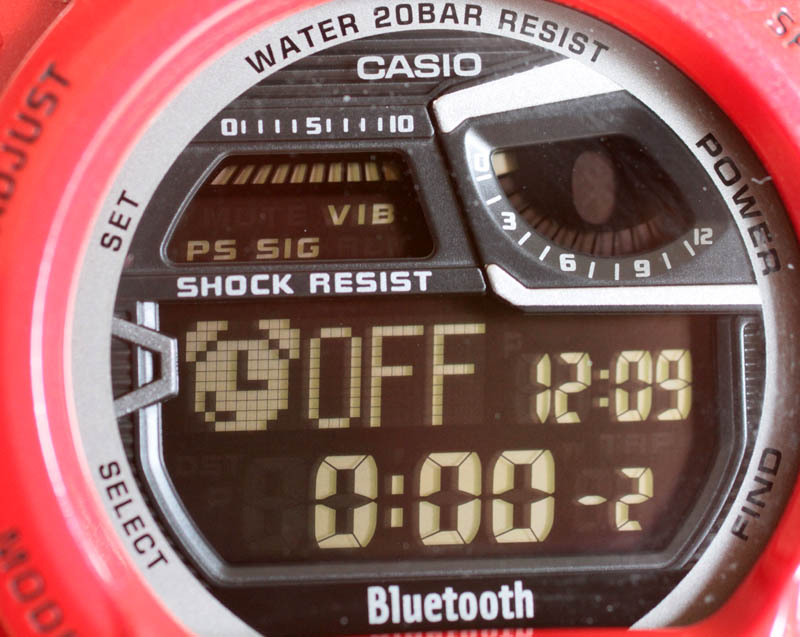 WATER 20BAR RESIST
CASIO
ADJUST
SET
POWER
0 5 10
VIB
PS SIG
0 3 6 9 12
SHOCK RESIST
OFF
12:09
0:00 -2
SELECT
FIND
MODE
Bluetooth